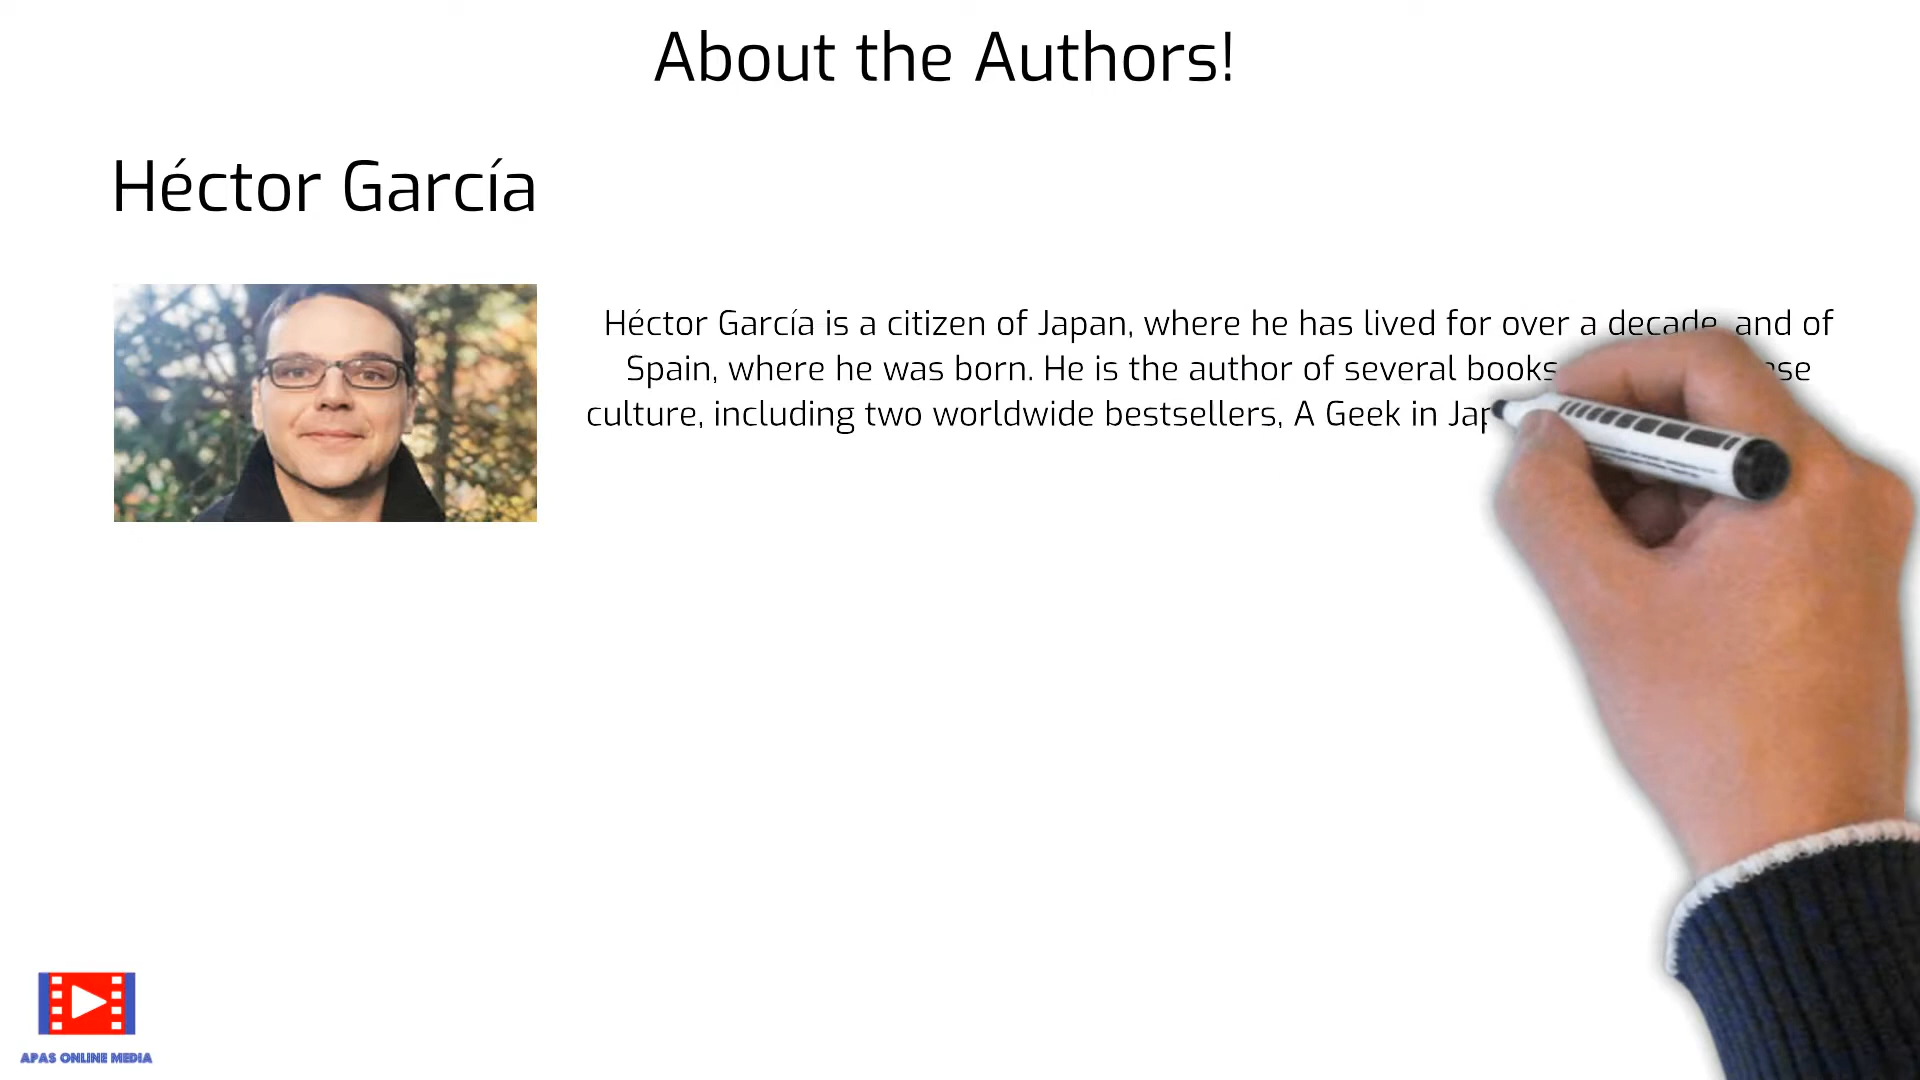 About the Authors!
Héctor García
Héctor García is a citizen of Japan, where he has lived for over a decade, and of
Spain, where he was born. He is the author of several books
culture, including two worldwide bestsellers, A Geek in Jap
APAS ONLINE MEDIA